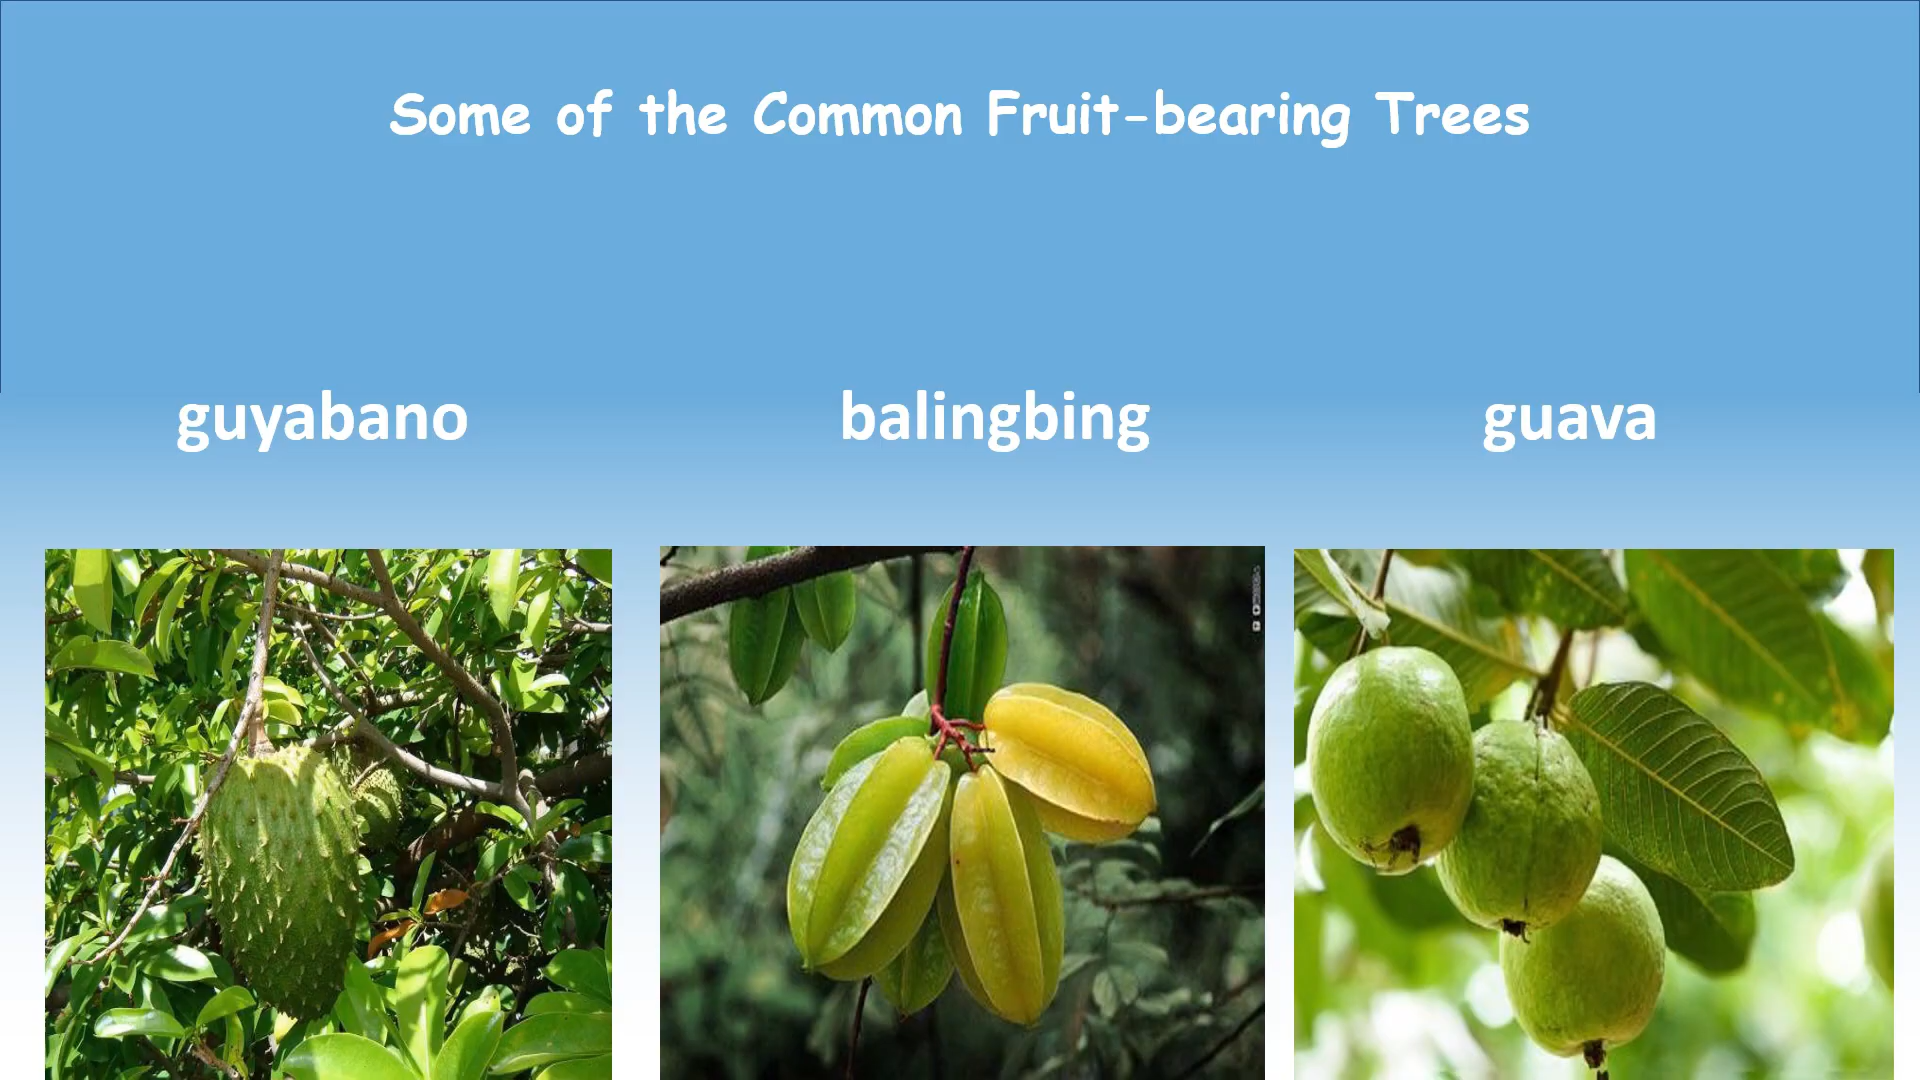 Some of the Common Fruit-bearing Trees
guyabano
balingbing
guava